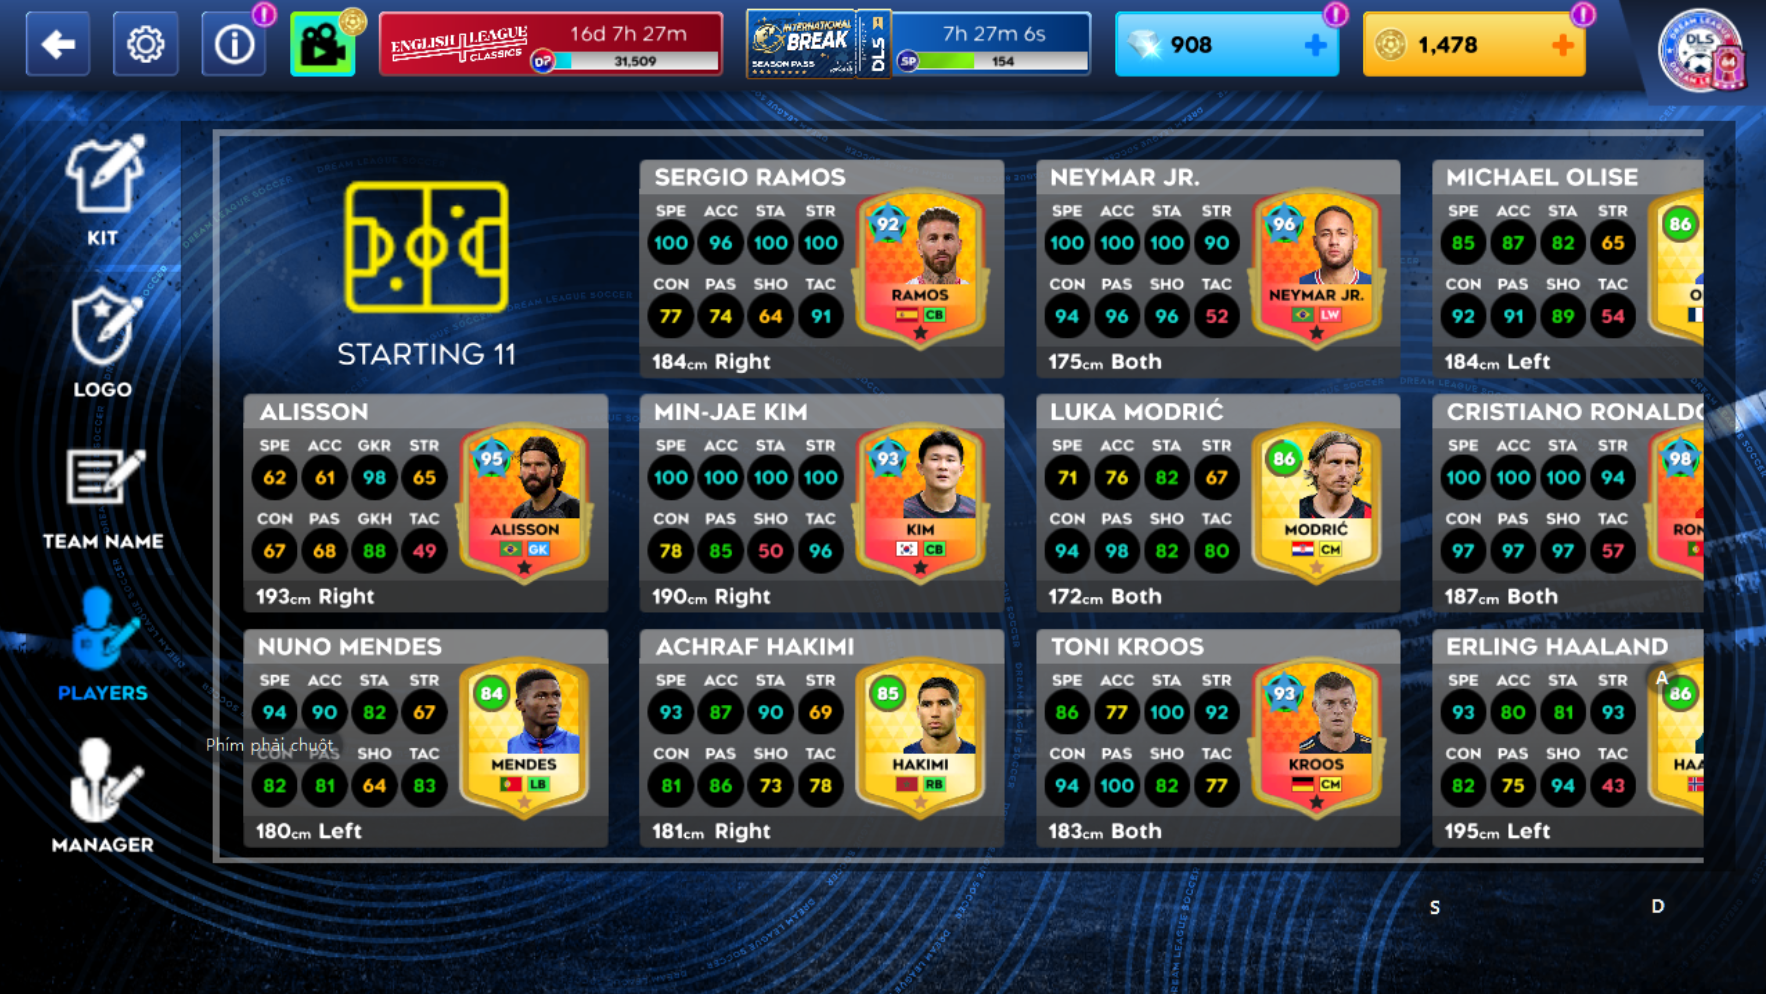 ENGLISH LEAGUE
CLASSICS
16d 7h 27m
DP
31,509
INTERNATIONAL
BREAK
SEASON PASS
DLS
7h 27m 6s
SP
154
908
1,478
DLS
64
KIT
LOGO
TEAM NAME
PLAYERS
MANAGER
STARTING 11
SERGIO RAMOS
SPE ACC STA STR
100 96 100 100
CON PAS SHO TAC
77 74 64 91
92
RAMOS
CB
184cm Right
NEYMAR JR.
SPE ACC STA STR
100 100 100 90
CON PAS SHO TAC
94 96 96 52
96
NEYMAR JR.
LW
175cm Both
MICHAEL OLISE
SPE ACC STA STR
85 87 82 65
CON PAS SHO TAC
92 91 89 54
86
O
184cm Left
ALISSON
SPE ACC GKR STR
62 61 98 65
CON PAS GKH TAC
67 68 88 49
95
ALISSON
GK
193cm Right
MIN-JAE KIM
SPE ACC STA STR
100 100 100 100
CON PAS SHO TAC
78 85 50 96
93
KIM
CB
190cm Right
LUKA MODRIĆ
SPE ACC STA STR
71 76 82 67
CON PAS SHO TAC
94 98 82 80
86
MODRIĆ
CM
172cm Both
CRISTIANO RONALDO
SPE ACC STA STR
100 100 100 94
CON PAS SHO TAC
97 97 97 57
98
RON
187cm Both
NUNO MENDES
SPE ACC STA STR
94 90 82 67
CON PAS SHO TAC
82 81 64 83
84
MENDES
LB
180cm Left
Phím phải chuột
ACHRAF HAKIMI
SPE ACC STA STR
93 87 90 69
CON PAS SHO TAC
81 86 73 78
85
HAKIMI
RB
181cm Right
TONI KROOS
SPE ACC STA STR
86 77 100 92
CON PAS SHO TAC
94 100 82 77
93
KROOS
CM
183cm Both
ERLING HAALAND
SPE ACC STA STR
93 80 81 93
CON PAS SHO TAC
82 75 94 43
A
86
HAA
195cm Left
S
D